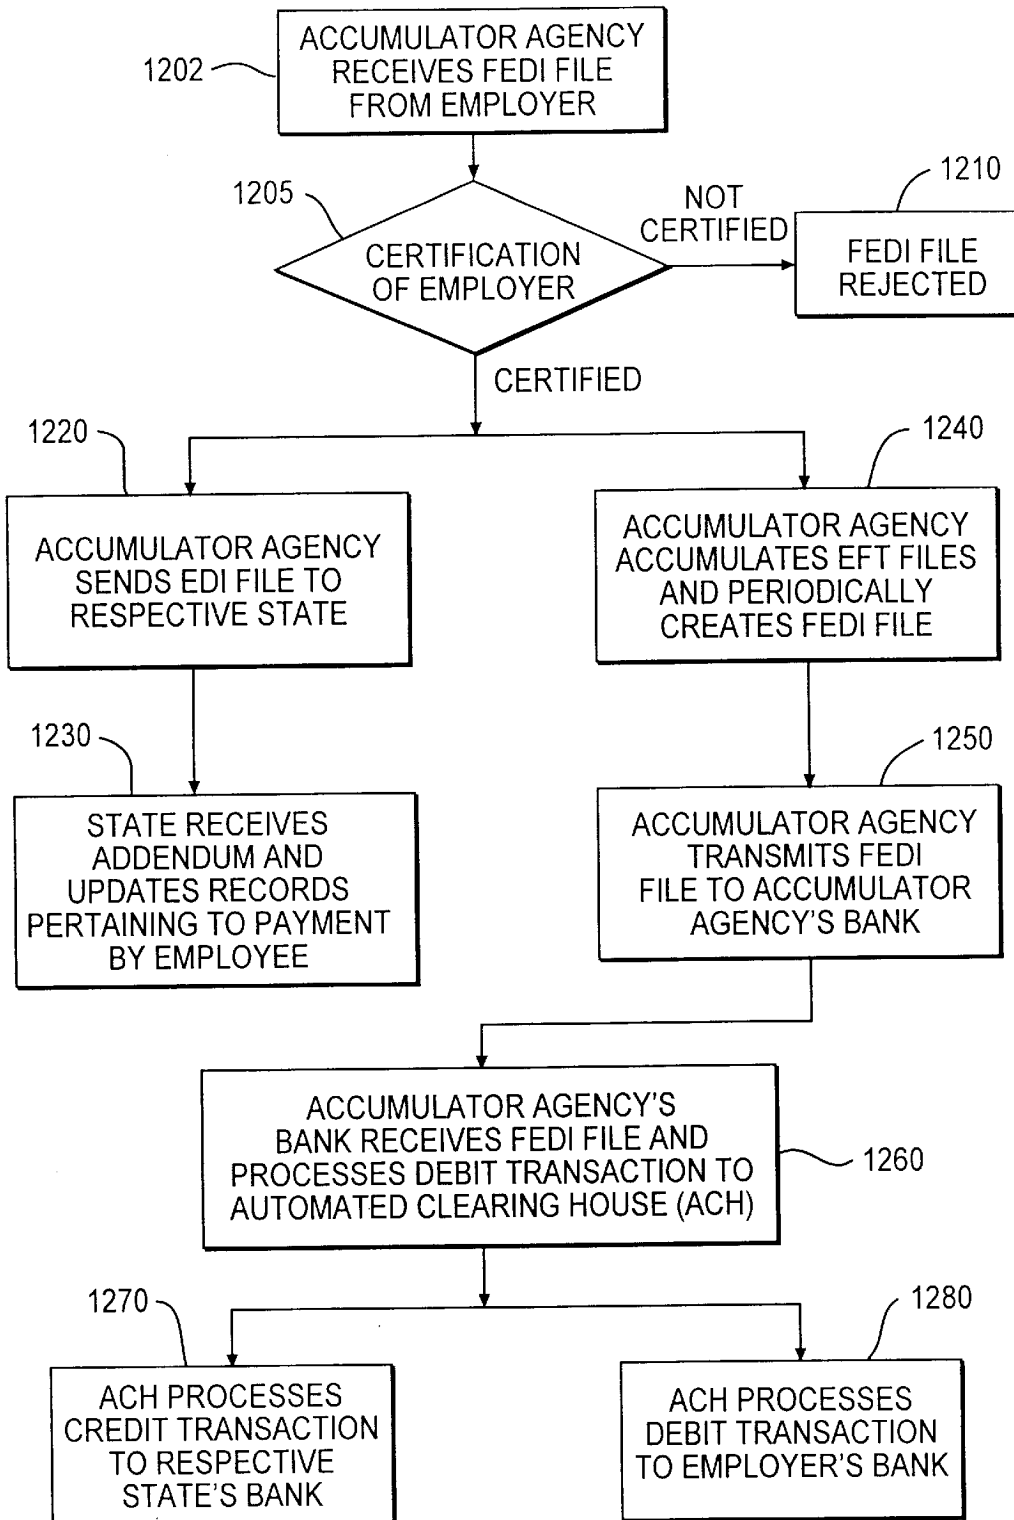 1202
ACCUMULATOR AGENCY
RECEIVES FEDI FILE
FROM EMPLOYER
1205
CERTIFICATION
OF EMPLOYER
NOT
CERTIFIED
1210
FEDI FILE
REJECTED
CERTIFIED
1220
ACCUMULATOR AGENCY
SENDS EDI FILE TO
RESPECTIVE STATE
1240
ACCUMULATOR AGENCY
ACCUMULATES EFT FILES
AND PERIODICALLY
CREATES FEDI FILE
1230
STATE RECEIVES
ADDENDUM AND
UPDATES RECORDS
PERTAINING TO PAYMENT
BY EMPLOYEE
1250
ACCUMULATOR AGENCY
TRANSMITS FEDI
FILE TO ACCUMULATOR
AGENCY'S BANK
ACCUMULATOR AGENCY'S
BANK RECEIVES FEDI FILE AND
PROCESSES DEBIT TRANSACTION TO
AUTOMATED CLEARING HOUSE (ACH)
1260
1270
ACH PROCESSES
CREDIT TRANSACTION
TO RESPECTIVE
STATE'S BANK
1280
ACH PROCESSES
DEBIT TRANSACTION
TO EMPLOYER'S BANK